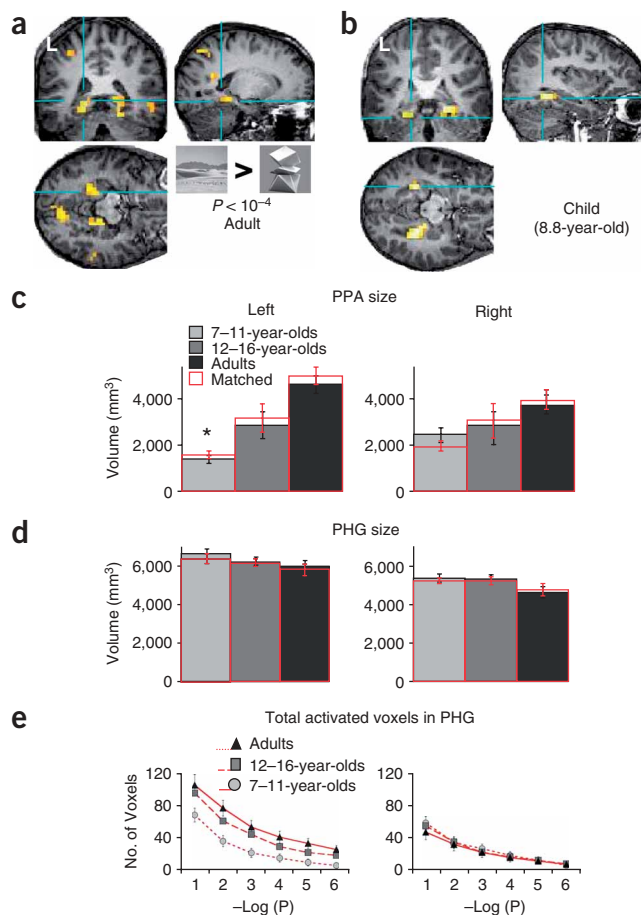 a
b
L
L
>
P < 10⁻⁴
Adult
Child
(8.8-year-old)
c
PPA size
Left
Right
7–11-year-olds
12–16-year-olds
Adults
Matched
Volume (mm³)
4,000
2,000
0
*
4,000
2,000
0
d
PHG size
Volume (mm³)
6,000
4,000
2,000
0
6,000
4,000
2,000
0
e
Total activated voxels in PHG
Adults
12–16-year-olds
7–11-year-olds
No. of Voxels
120
80
40
0
1 2 3 4 5 6
–Log (P)
120
80
40
0
1 2 3 4 5 6
–Log (P)